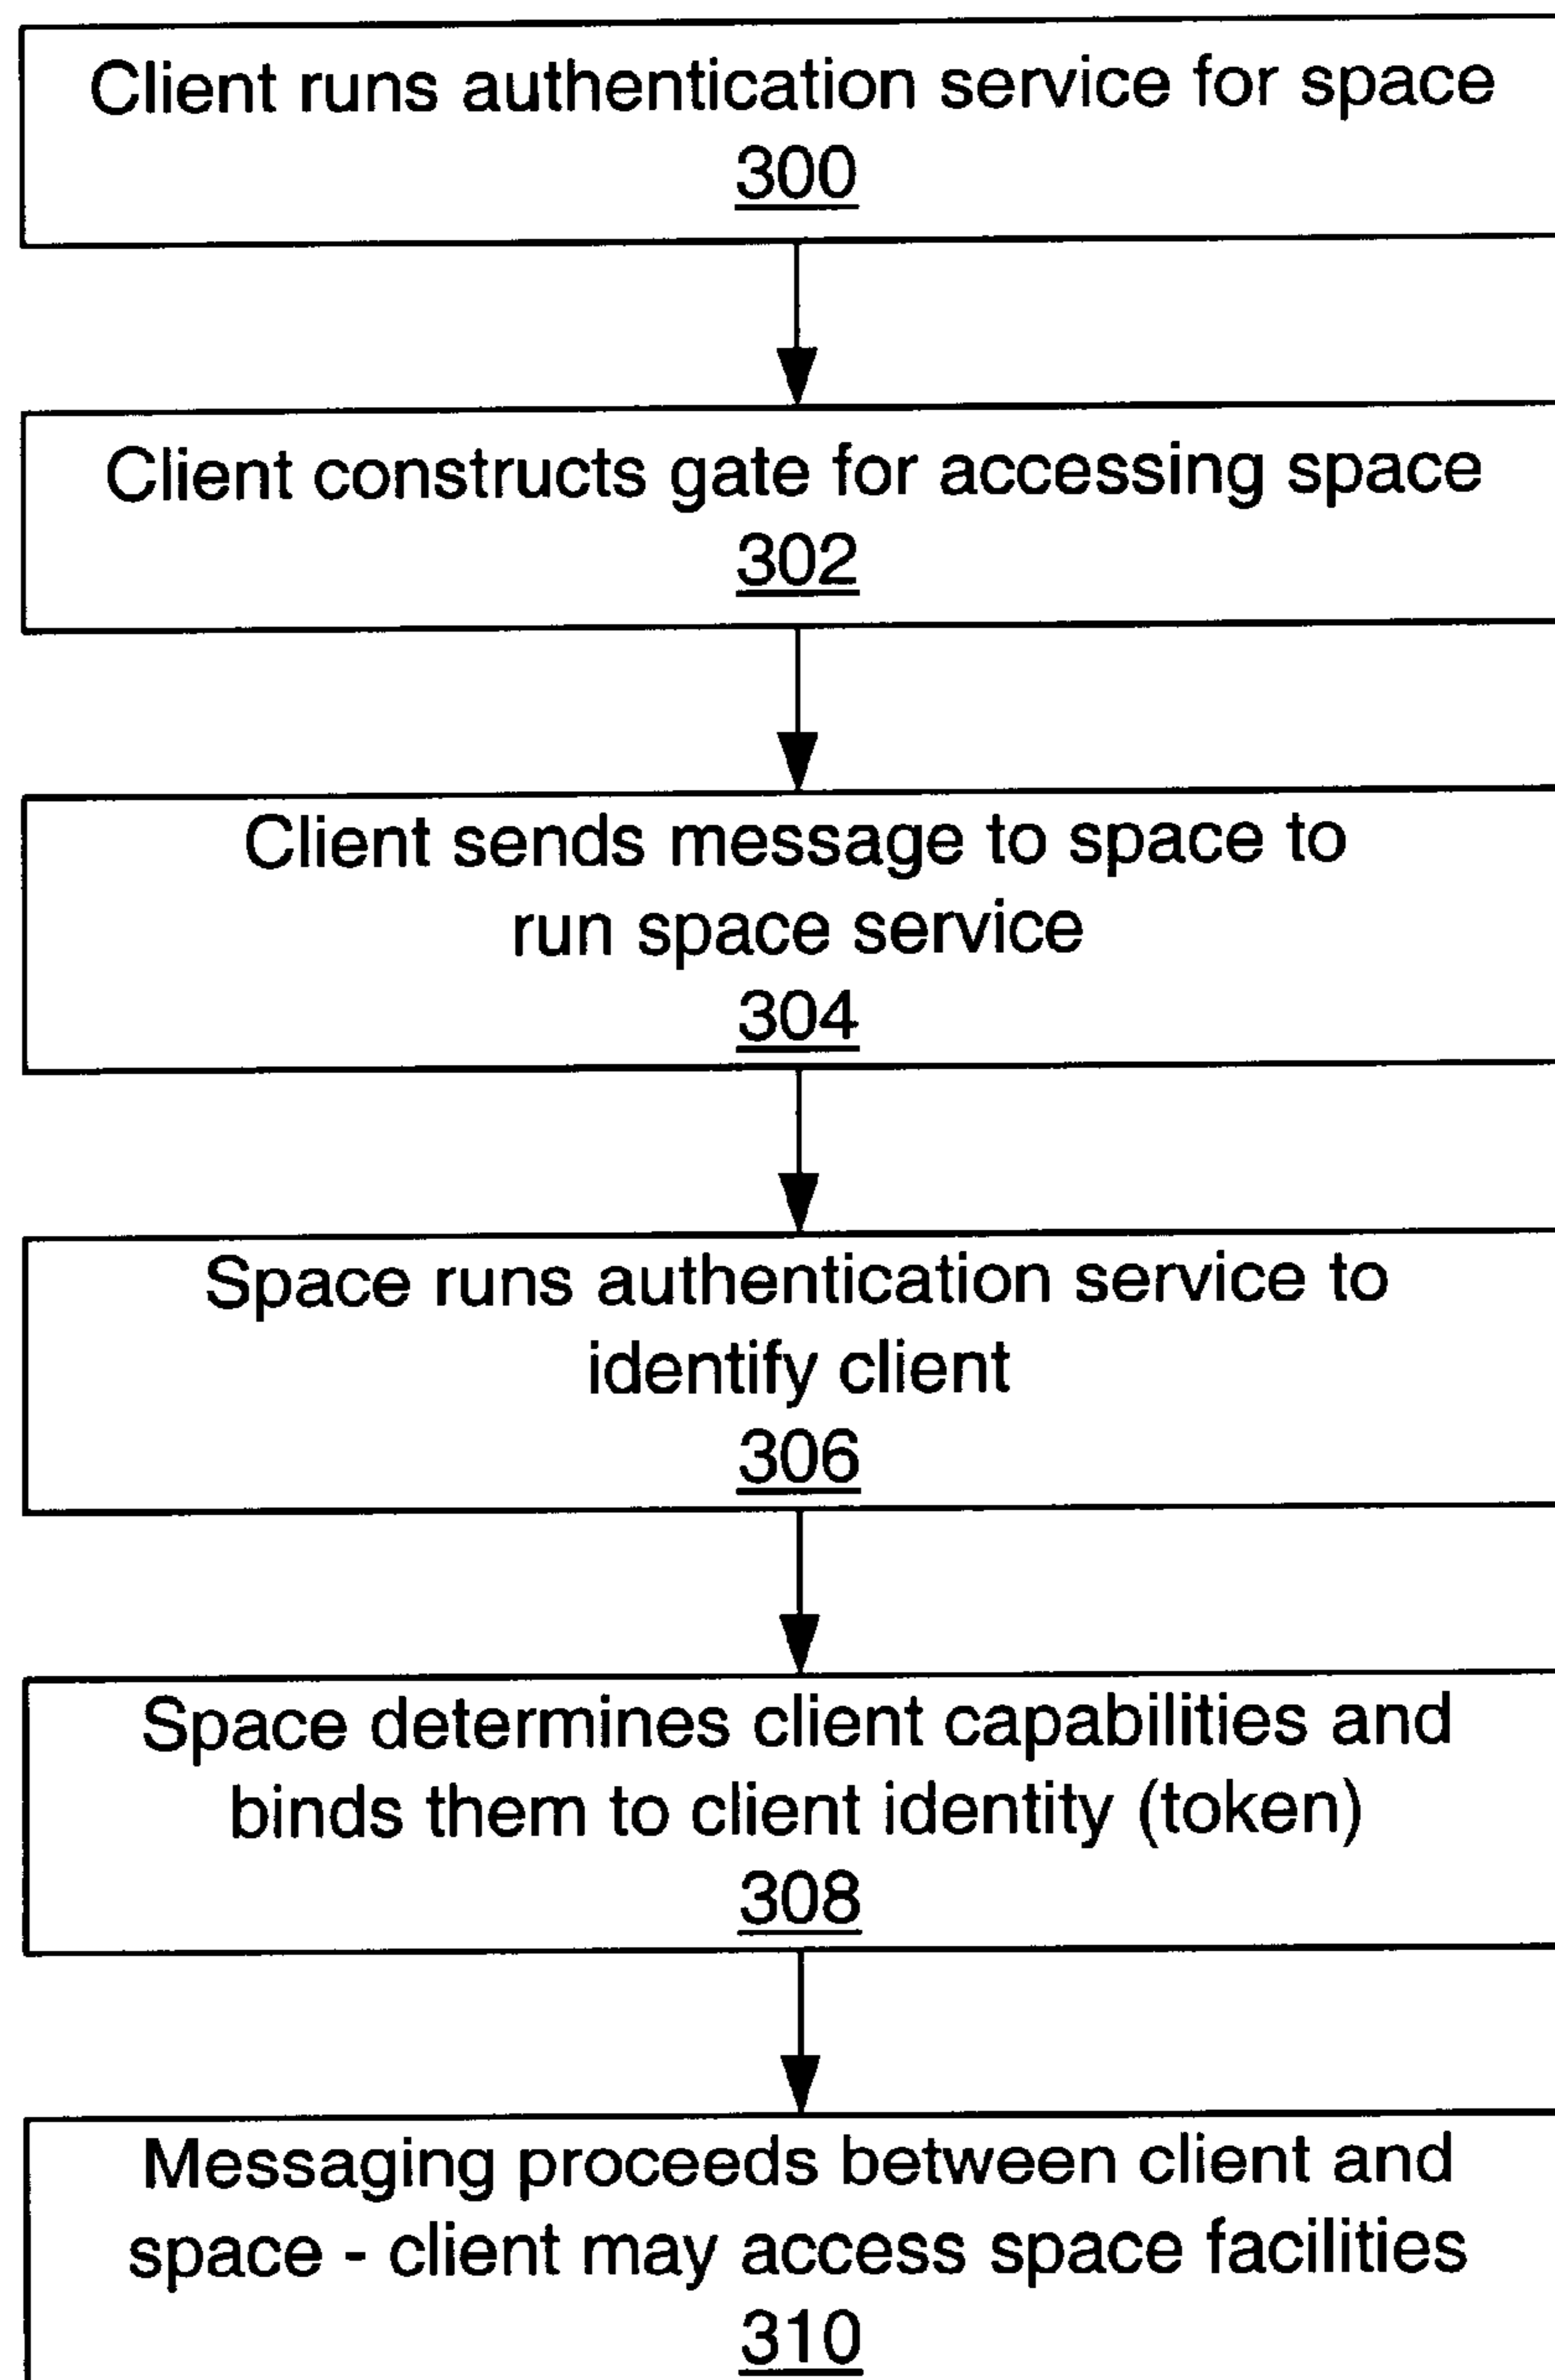 Client runs authentication service for space
300
Client constructs gate for accessing space
302
Client sends message to space to
run space service
304
Space runs authentication service to
identify client
306
Space determines client capabilities and
binds them to client identity (token)
308
Messaging proceeds between client and
space - client may access space facilities
310